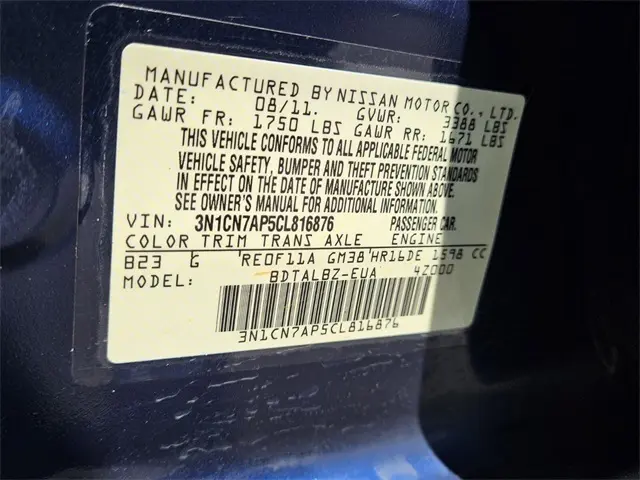 MANUFACTURED BY NISSAN MOTOR CO., LTD.
DATE: 08/11. GVWR: 3388 LBS
GAWR FR: 1750 LBS GAWR RR: 1671 LBS
THIS VEHICLE CONFORMS TO ALL APPLICABLE FEDERAL MOTOR
VEHICLE SAFETY, BUMPER AND THEFT PREVENTION STANDARDS
IN EFFECT ON THE DATE OF MANUFACTURE SHOWN ABOVE.
SEE OWNER'S MANUAL FOR ADDITIONAL INFORMATION.
VIN: 3N1CN7AP5CL816876 PASSENGER CAR.
COLOR TRIM TRANS AXLE ENGINE
B23 G RE0F11A GM38 HR16DE 1598 CC
MODEL: BDTALBZ-EUA 4Z000
3N1CN7AP5CL816876